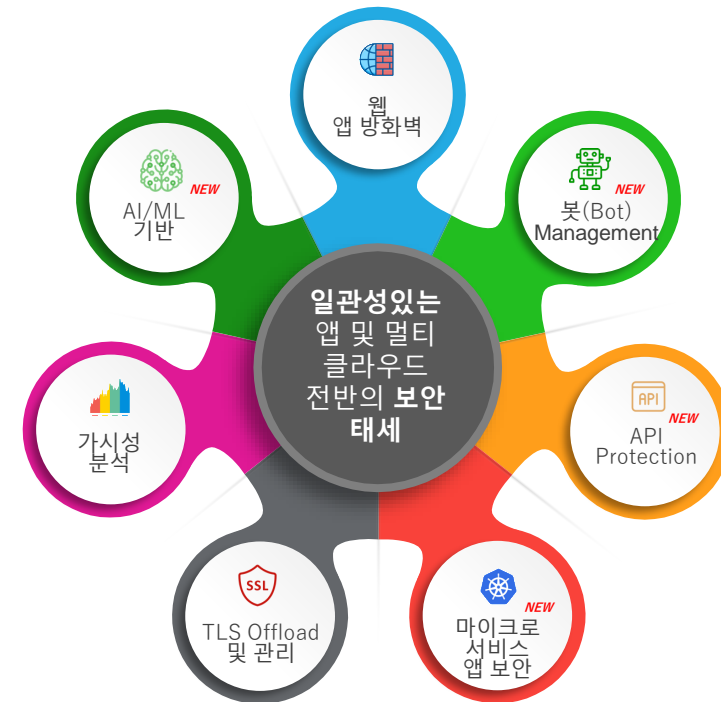 웹
앱 방화벽
NEW
봇(Bot)
Management
API
NEW
API
Protection
NEW
마이크로
서비스
앱 보안
SSL
TLS Offload
및 관리
가시성
분석
NEW
AI/ML
기반
일관성있는
앱 및 멀티
클라우드
전반의 보안
태세